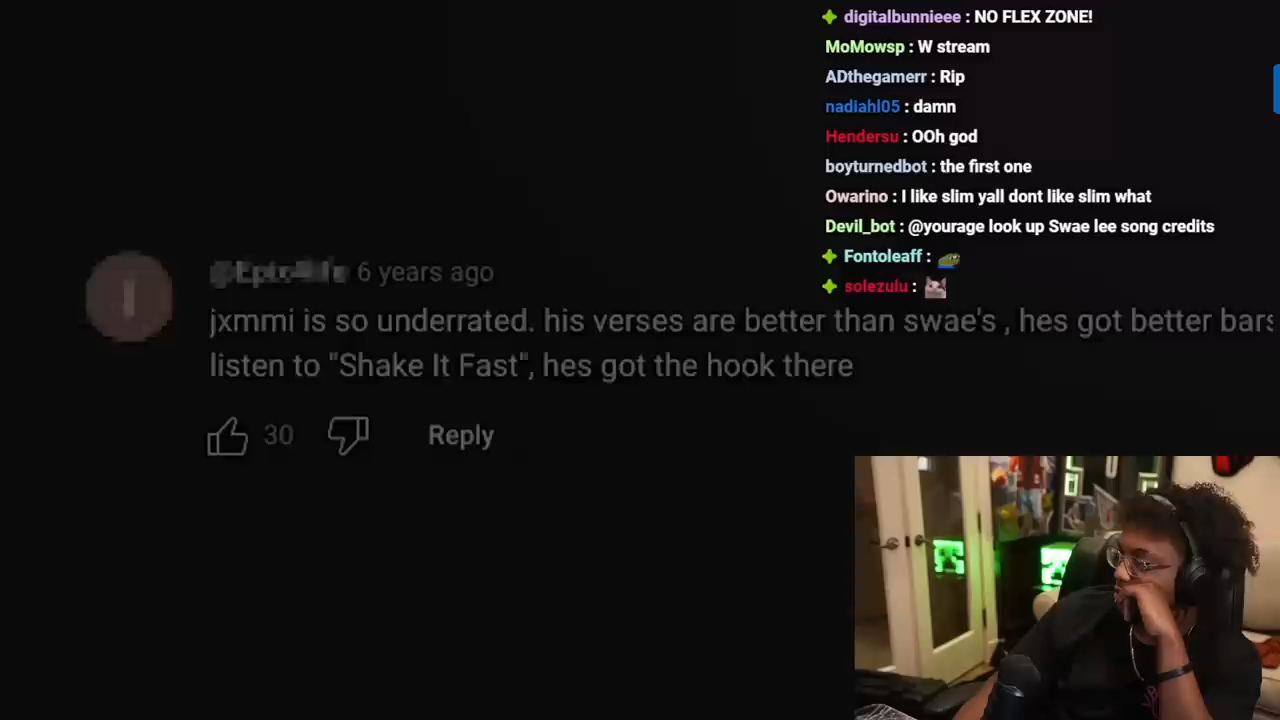 digitalbunnieee : NO FLEX ZONE!
MoMowsp : W stream
ADthegamerr : Rip
nadiahl05 : damn
Hendersu : OOh god
boyturnedbot : the first one
Owarino : I like slim yall dont like slim what
Devil_bot : @yourage look up Swae lee song credits
Fontoleaff :
solezulu :
6 years ago
jxmmi is so underrated. his verses are better than swae's , hes got better bars
listen to "Shake It Fast", hes got the hook there
30 Reply